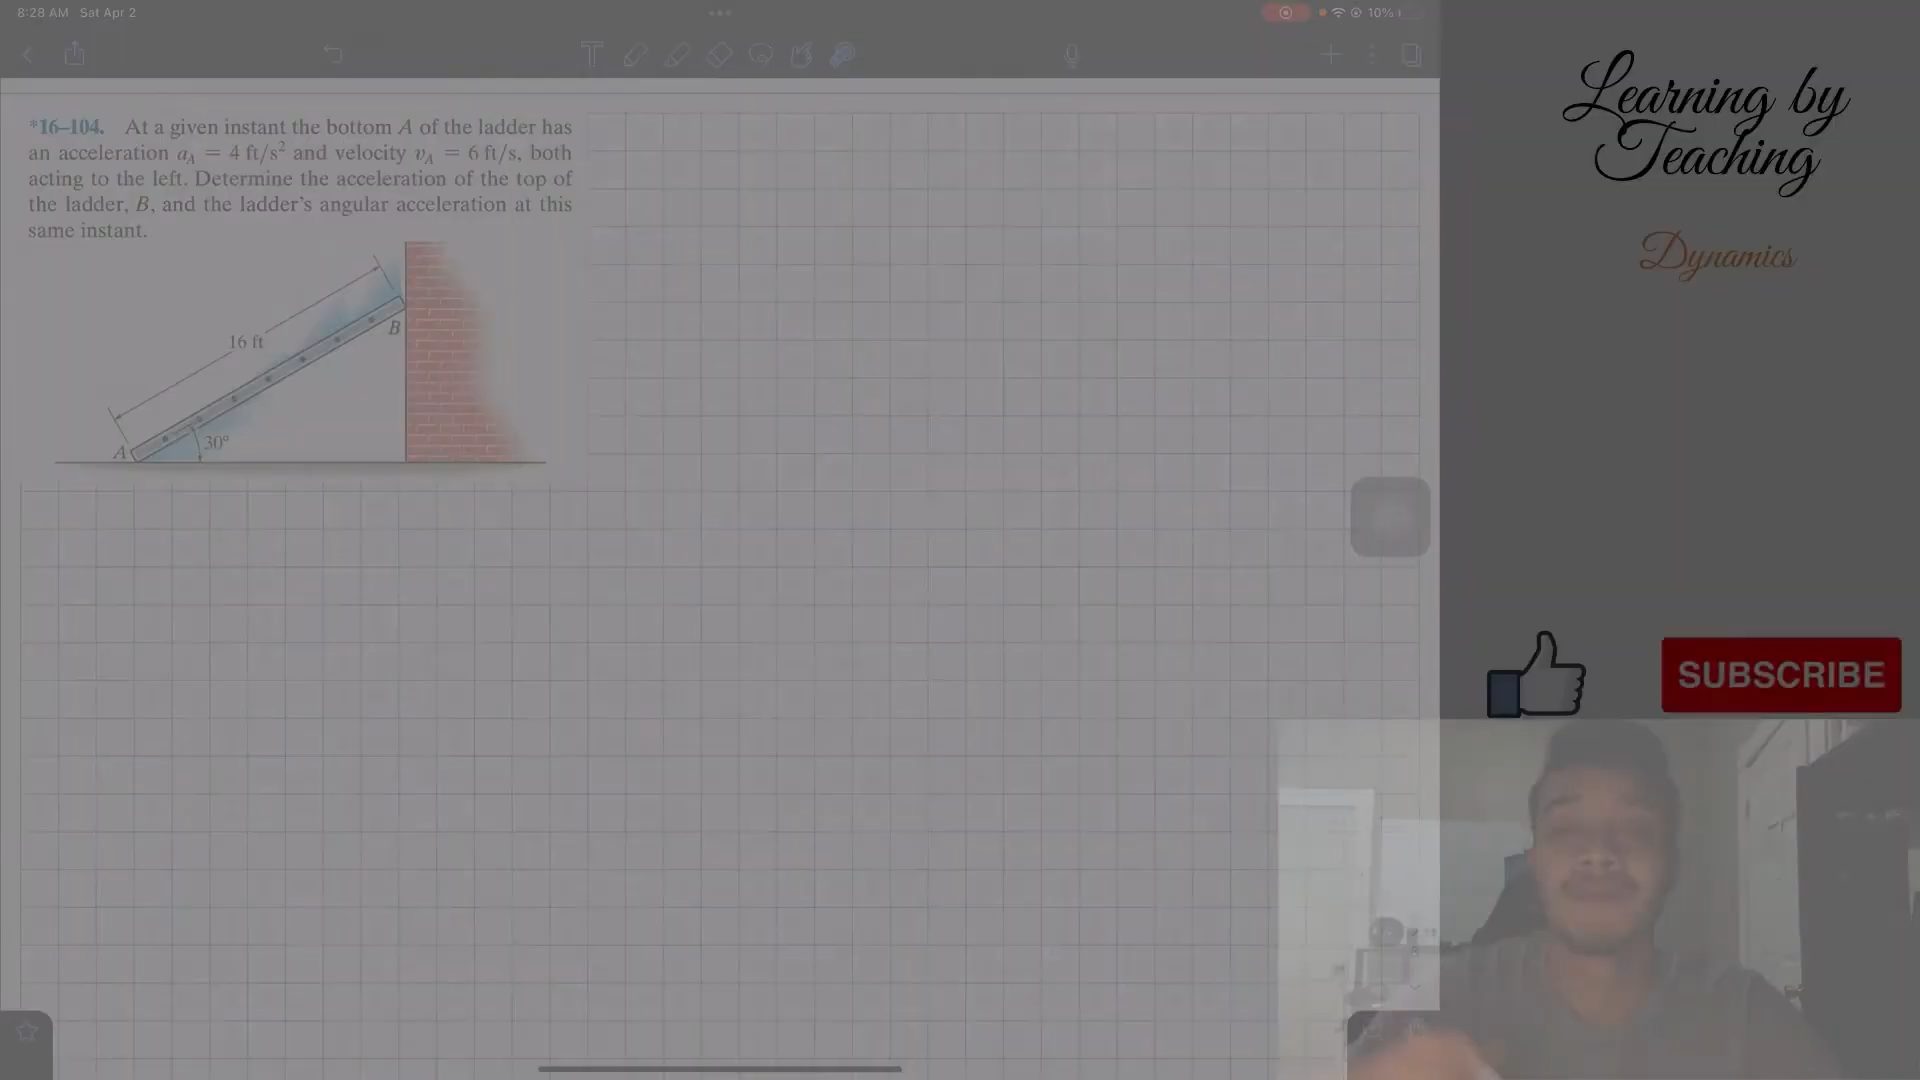 8:28 AM Sat Apr 2
10%
*16–104. At a given instant the bottom A of the ladder has
an acceleration a_A = 4 ft/s² and velocity v_A = 6 ft/s, both
acting to the left. Determine the acceleration of the top of
the ladder, B, and the ladder's angular acceleration at this
same instant.
16 ft
B
A
30°
Learning by
Teaching
Dynamics
SUBSCRIBE